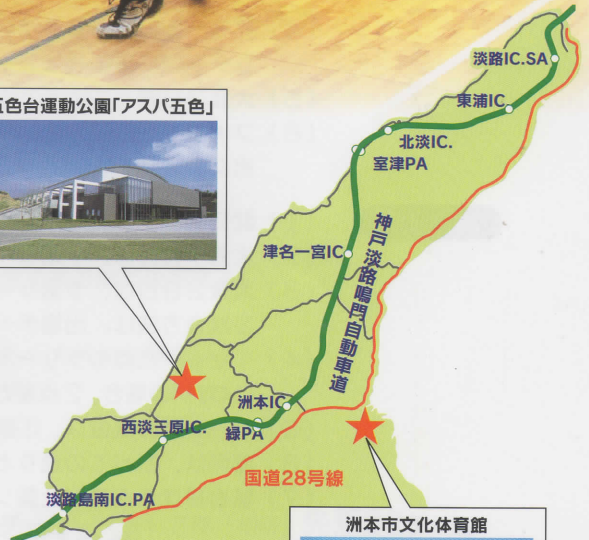 淡路IC.SA
東浦IC
五色台運動公園「アスパ五色」
北淡IC.
室津PA
津名一宮IC
神戸淡路鳴門自動車道
洲本IC
西淡三原IC.
緑PA
国道28号線
淡路島南IC.PA
洲本市文化体育館